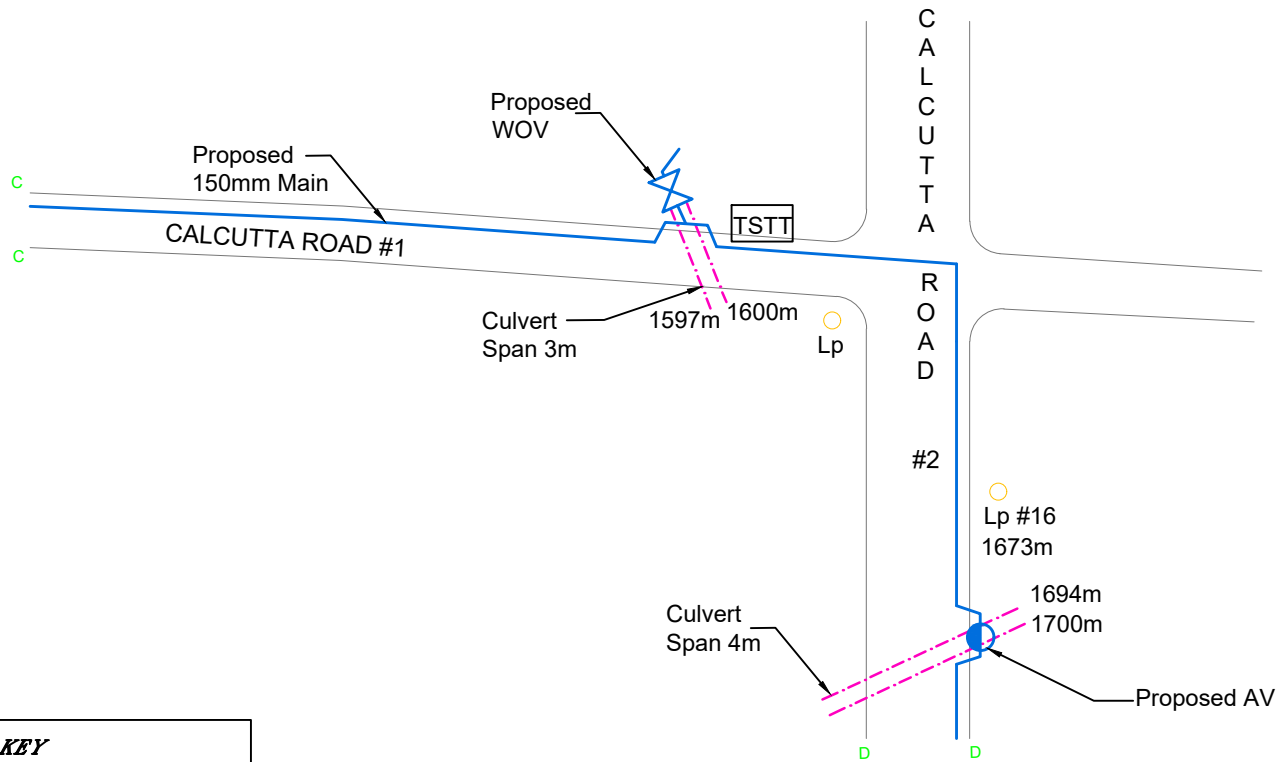 C
A
L
C
U
T
T
A
R
O
A
D
#2
Proposed
WOV
Proposed
150mm Main
C
C
CALCUTTA ROAD #1
TSTT
Culvert
Span 3m
1597m
1600m
Lp
Lp #16
1673m
Culvert
Span 4m
1694m
1700m
Proposed AV
KEY
D
D